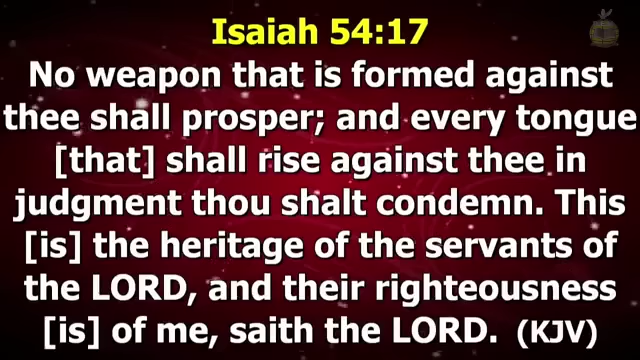 Isaiah 54:17
No weapon that is formed against
thee shall prosper; and every tongue
[that] shall rise against thee in
judgment thou shalt condemn. This
[is] the heritage of the servants of
the LORD, and their righteousness
[is] of me, saith the LORD. (KJV)